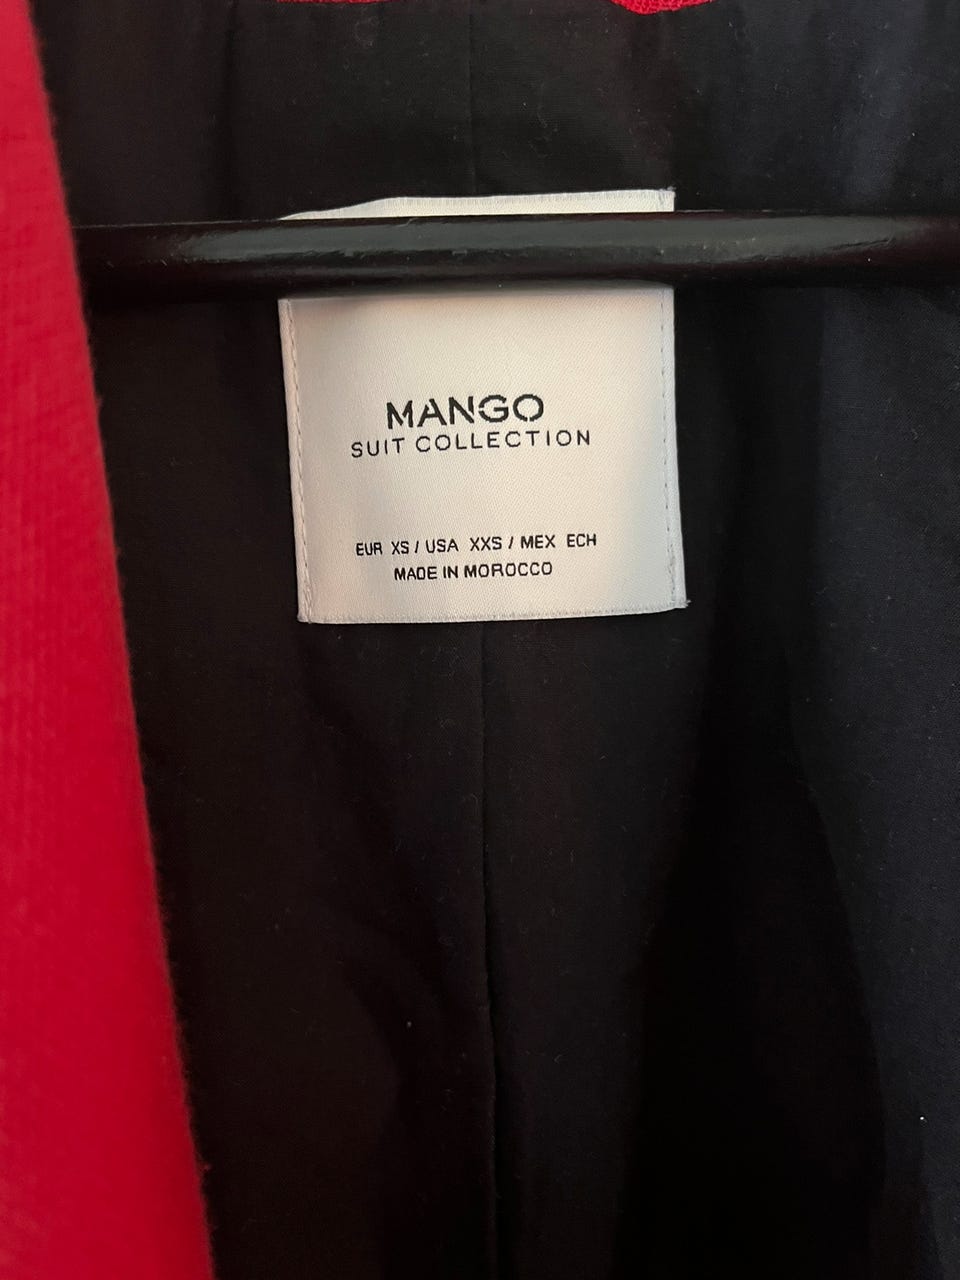 MANGO
SUIT COLLECTION
EUR XS / USA XXS / MEX ECH
MADE IN MOROCCO